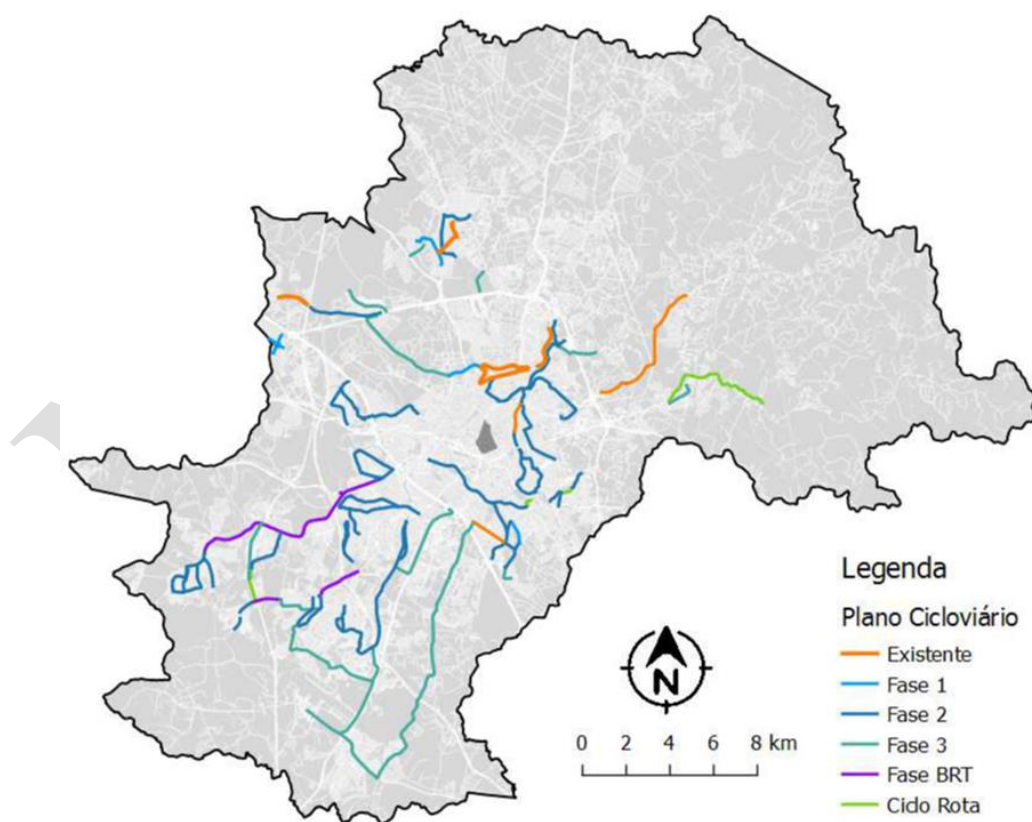 Legenda
Plano Cicloviário
Existente
Fase 1
Fase 2
Fase 3
Fase BRT
Ciclo Rota
N
0 2 4 6 8 km